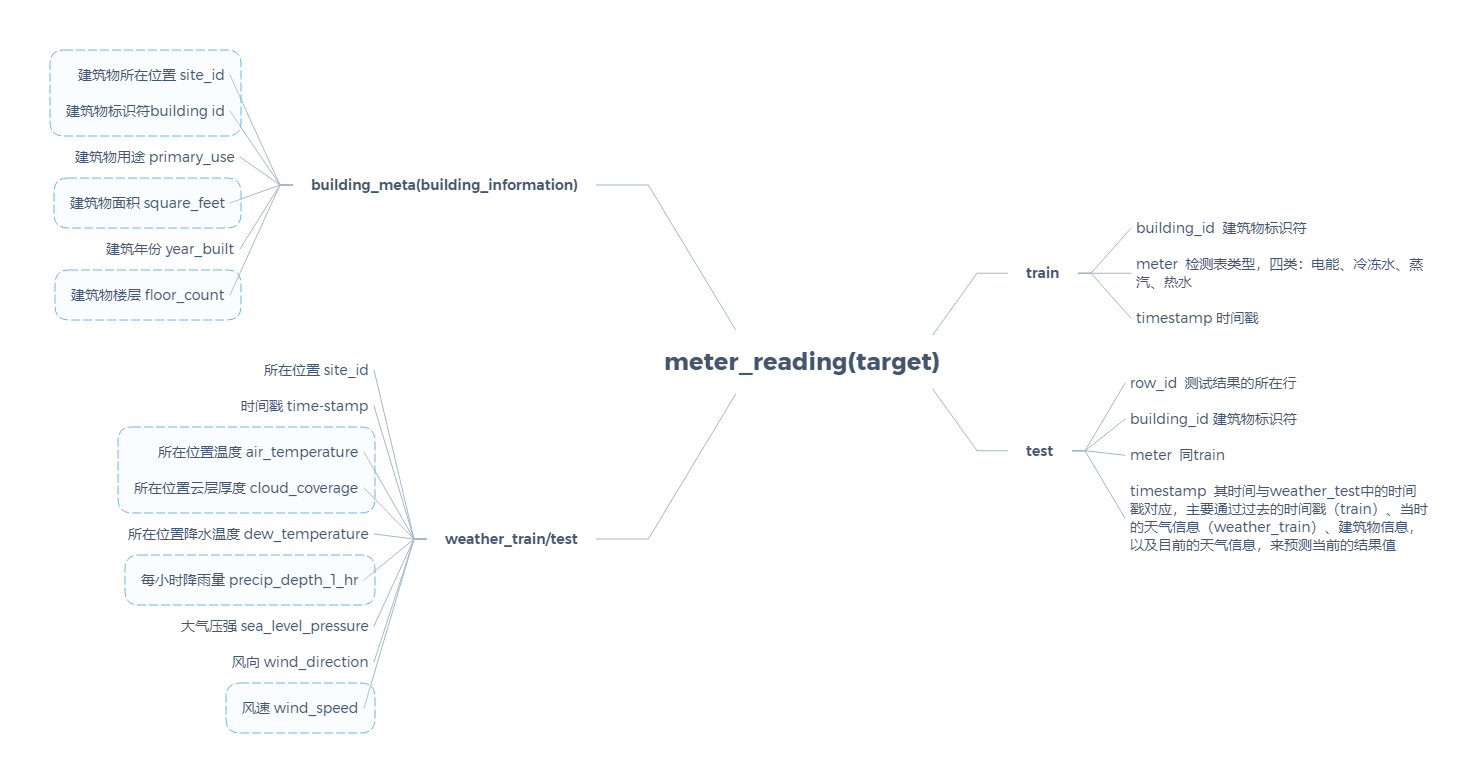 建筑物所在位置 site_id
建筑物标识符building id
建筑物用途 primary_use
建筑物面积 square_feet
建筑年份 year_built
建筑物楼层 floor_count
building_meta(building_information)
所在位置 site_id
时间戳 time-stamp
所在位置温度 air_temperature
所在位置云层厚度 cloud_coverage
所在位置降水温度 dew_temperature
每小时降雨量 precip_depth_1_hr
大气压强 sea_level_pressure
风向 wind_direction
风速 wind_speed
weather_train/test
meter_reading(target)
train
building_id 建筑物标识符
meter 检测表类型，四类：电能、冷冻水、蒸
汽、热水
timestamp 时间戳
test
row_id 测试结果的所在行
building_id 建筑物标识符
meter 同train
timestamp 其时间与weather_test中的时间
戳对应，主要通过过去的时间戳（train）、当时
的天气信息（weather_train）、建筑物信息，
以及目前的天气信息，来预测当前的结果值